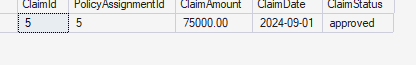 ClaimId PolicyAssignmentId ClaimAmount ClaimDate ClaimStatus
5 5 75000.00 2024-09-01 approved